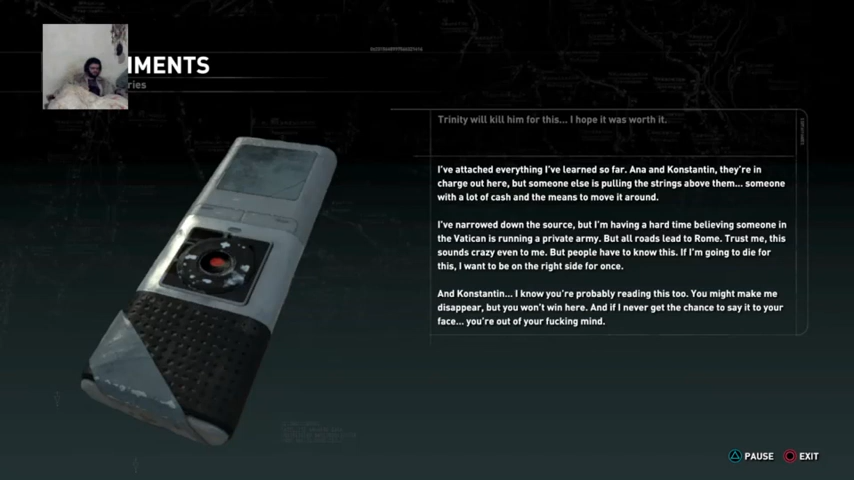 MENTS
ries
Trinity will kill him for this... I hope it was worth it.
I've attached everything I've learned so far. Ana and Konstantin, they're in
charge out here, but someone else is pulling the strings above them... someone
with a lot of cash and the means to move it around.
I've narrowed down the source, but I'm having a hard time believing someone in
the Vatican is running a private army. But all roads lead to Rome. Trust me, this
sounds crazy even to me. But people have to know this. If I'm going to die for
this, I want to be on the right side for once.
And Konstantin... I know you're probably reading this too. You might make me
disappear, but you won't win here. And if I never get the chance to say it to your
face... you're out of your fucking mind.
PAUSE EXIT